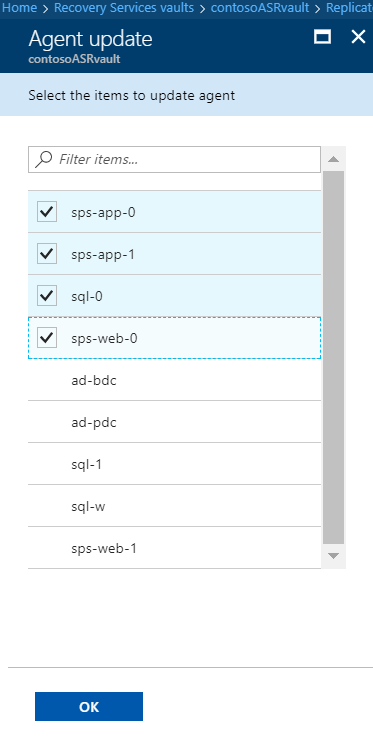 Home > Recovery Services vaults > contosoASRvault > Replicat
Agent update
contosoASRvault
Select the items to update agent
Filter items...
sps-app-0
sps-app-1
sql-0
sps-web-0
ad-bdc
ad-pdc
sql-1
sql-w
sps-web-1
OK